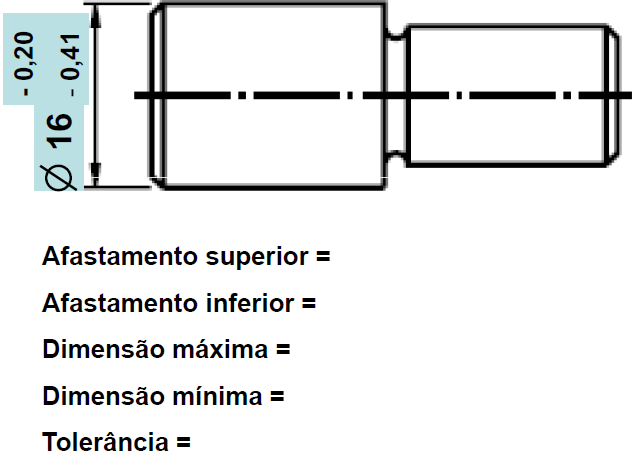 - 0,20
Ø 16 - 0,41
Afastamento superior =
Afastamento inferior =
Dimensão máxima =
Dimensão mínima =
Tolerância =